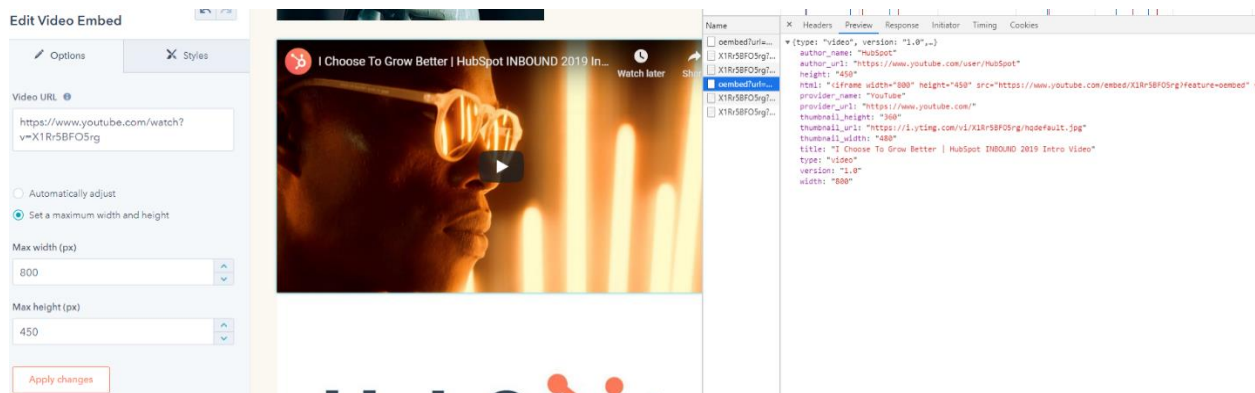 Edit Video Embed
Options
Styles
Video URL
https://www.youtube.com/watch?
v=X1Rr5BFO5rg
Automatically adjust
Set a maximum width and height
Max width (px)
800
Max height (px)
450
Apply changes
I Choose To Grow Better | HubSpot INBOUND 2019 In...
Watch later
Shar
Name
oembed?url=...
X1Rr5BFO5rg?...
X1Rr5BFO5rg?...
oembed?url=...
X1Rr5BFO5rg?...
X1Rr5BFO5rg?...
× Headers Preview Response Initiator Timing Cookies
▼{type: "video", version: "1.0",…}
author_name: "HubSpot"
author_url: "https://www.youtube.com/user/HubSpot"
height: "450"
html: "<iframe width="800" height="450" src="https://www.youtube.com/embed/X1Rr5BFO5rg?feature=oembed"
provider_name: "YouTube"
provider_url: "https://www.youtube.com/"
thumbnail_height: "360"
thumbnail_url: "https://i.ytimg.com/vi/X1Rr5BFO5rg/hqdefault.jpg"
thumbnail_width: "480"
title: "I Choose To Grow Better | HubSpot INBOUND 2019 Intro Video"
type: "video"
version: "1.0"
width: "800"